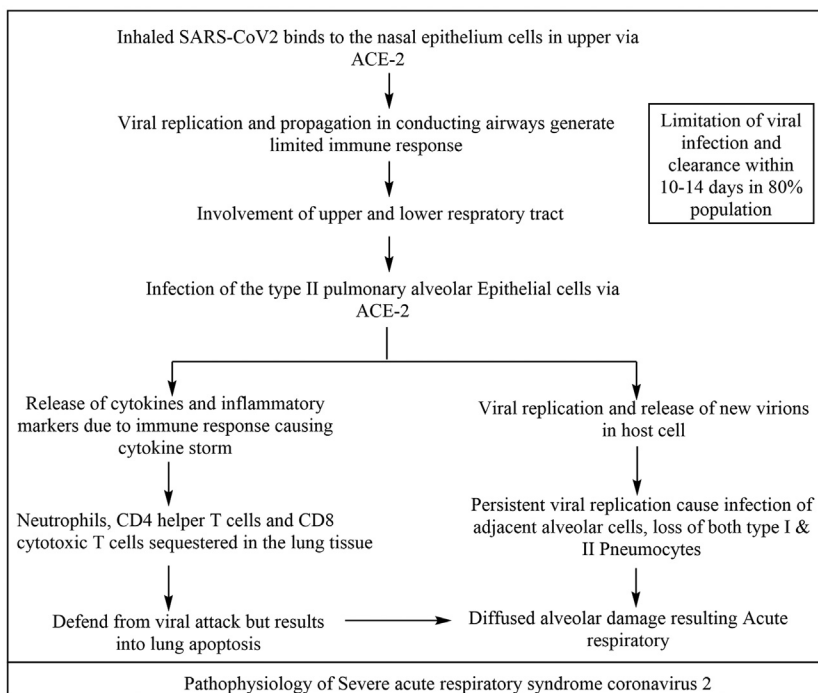 Inhaled SARS-CoV2 binds to the nasal epithelium cells in upper via
ACE-2
Viral replication and propagation in conducting airways generate
limited immune response
Limitation of viral
infection and
clearance within
10-14 days in 80%
population
Involvement of upper and lower respratory tract
Infection of the type II pulmonary alveolar Epithelial cells via
ACE-2
Release of cytokines and inflammatory
markers due to immune response causing
cytokine storm
Viral replication and release of new virions
in host cell
Neutrophils, CD4 helper T cells and CD8
cytotoxic T cells sequestered in the lung tissue
Persistent viral replication cause infection of
adjacent alveolar cells, loss of both type I &
II Pneumocytes
Defend from viral attack but results
into lung apoptosis
Diffused alveolar damage resulting Acute
respiratory
Pathophysiology of Severe acute respiratory syndrome coronavirus 2